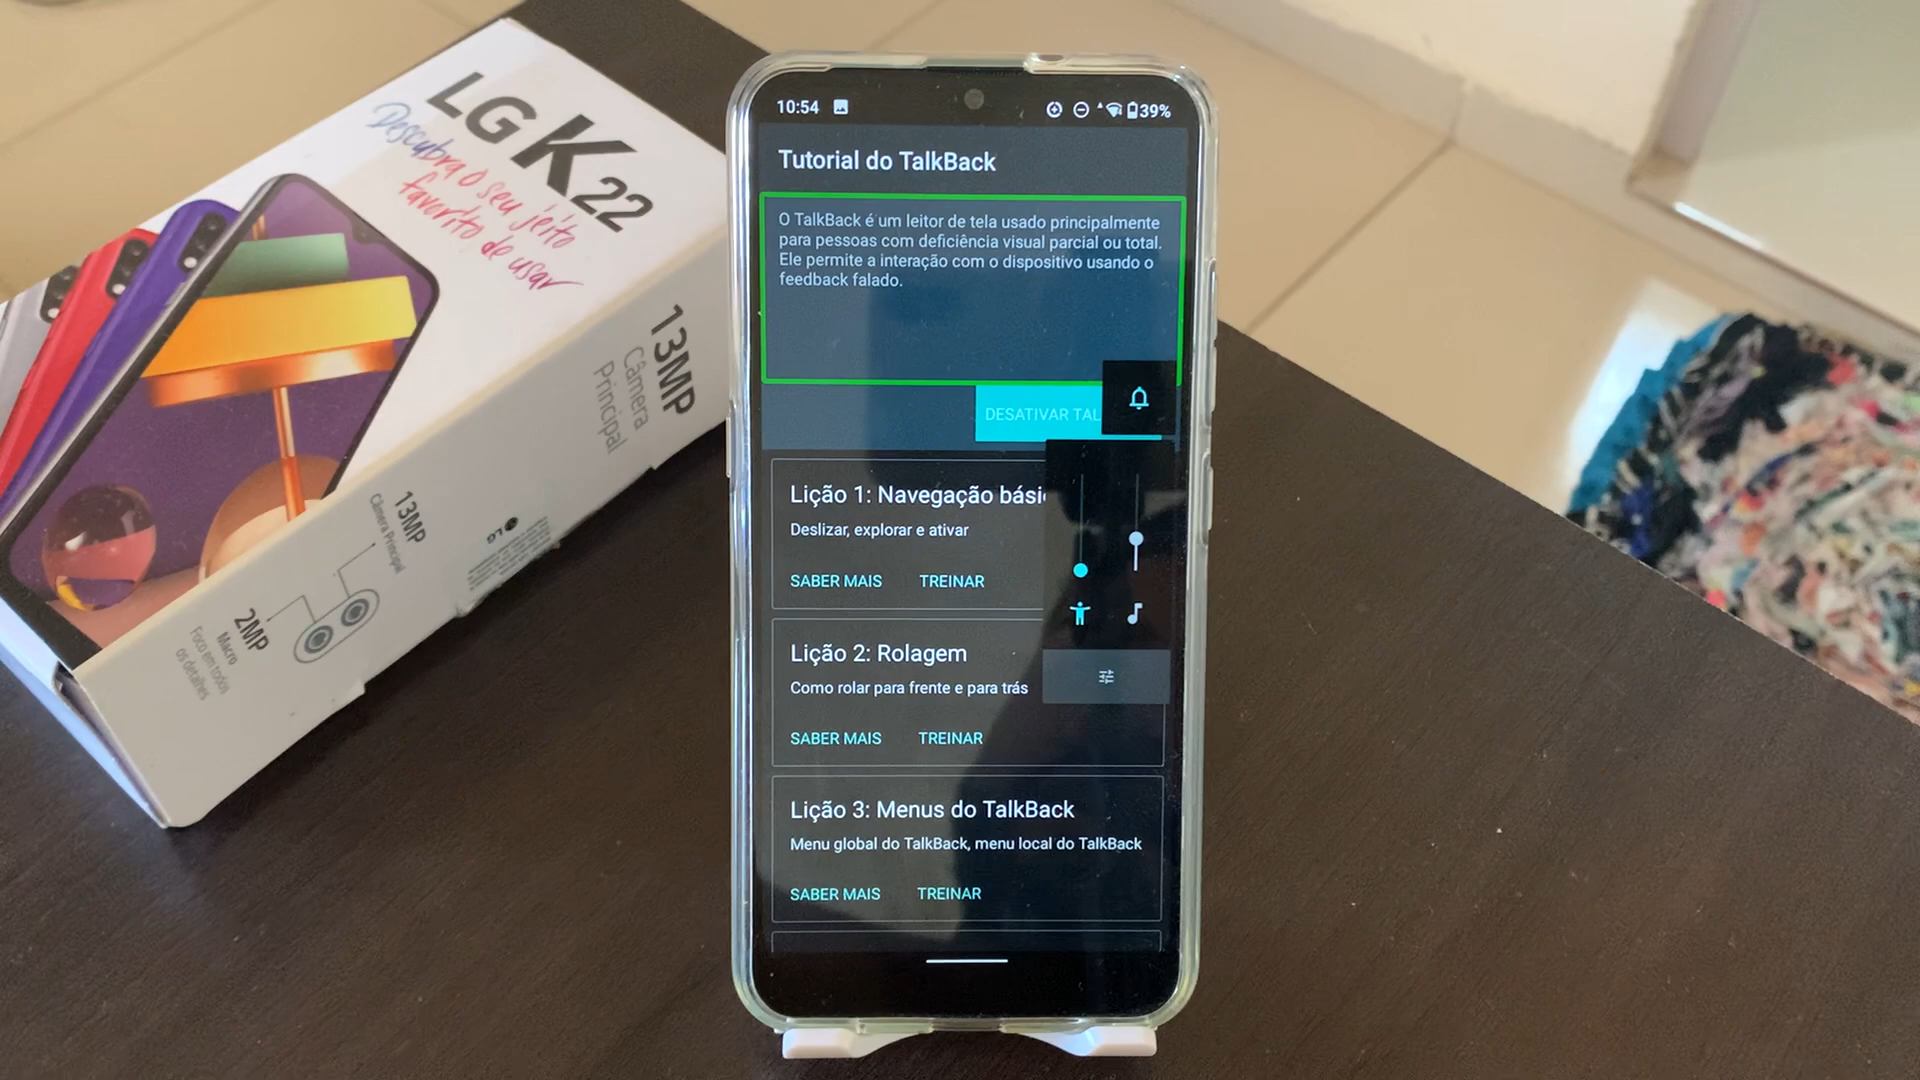 LG K22
Descubra o seu jeito
favorito de usar
13MP
Câmera
Principal
13MP
Câmera Principal
2MP
Macro
Foco em todos
os detalhes
LG
10:54
39%
Tutorial do TalkBack
O TalkBack é um leitor de tela usado principalmente
para pessoas com deficiência visual parcial ou total.
Ele permite a interação com o dispositivo usando o
feedback falado.
DESATIVAR TAL
Lição 1: Navegação bási
Deslizar, explorar e ativar
SABER MAIS TREINAR
Lição 2: Rolagem
Como rolar para frente e para trás
SABER MAIS TREINAR
Lição 3: Menus do TalkBack
Menu global do TalkBack, menu local do TalkBack
SABER MAIS TREINAR